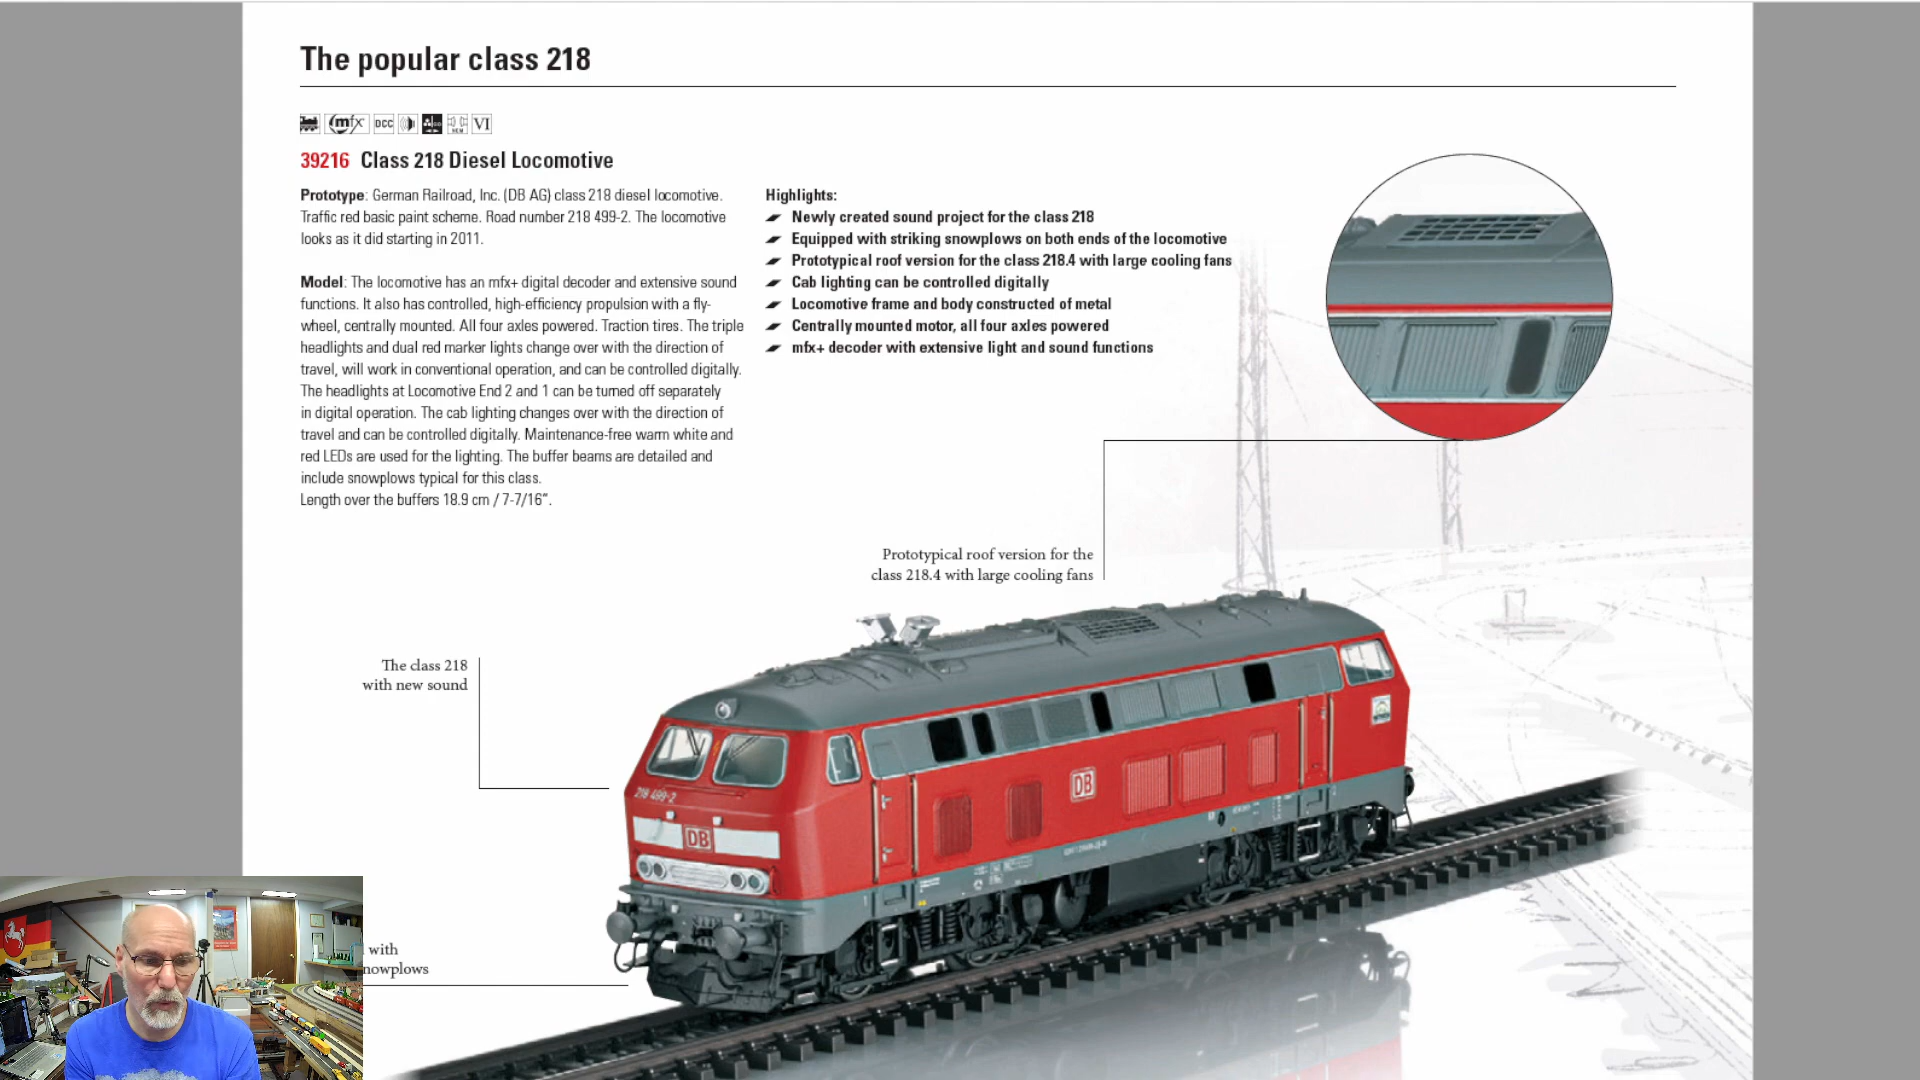 The popular class 218
mfx DCC VI
39216 Class 218 Diesel Locomotive
Prototype: German Railroad, Inc. (DB AG) class 218 diesel locomotive.
Traffic red basic paint scheme. Road number 218 499-2. The locomotive
looks as it did starting in 2011.
Model: The locomotive has an mfx+ digital decoder and extensive sound
functions. It also has controlled, high-efficiency propulsion with a fly-
wheel, centrally mounted. All four axles powered. Traction tires. The triple
headlights and dual red marker lights change over with the direction of
travel, will work in conventional operation, and can be controlled digitally.
The headlights at Locomotive End 2 and 1 can be turned off separately
in digital operation. The cab lighting changes over with the direction of
travel and can be controlled digitally. Maintenance-free warm white and
red LEDs are used for the lighting. The buffer beams are detailed and
include snowplows typical for this class.
Length over the buffers 18.9 cm / 7-7/16".
Highlights:
Newly created sound project for the class 218
Equipped with striking snowplows on both ends of the locomotive
Prototypical roof version for the class 218.4 with large cooling fans
Cab lighting can be controlled digitally
Locomotive frame and body constructed of metal
Centrally mounted motor, all four axles powered
mfx+ decoder with extensive light and sound functions
Prototypical roof version for the
class 218.4 with large cooling fans
The class 218
with new sound
218 499-2
DB
DB
with
nowplows